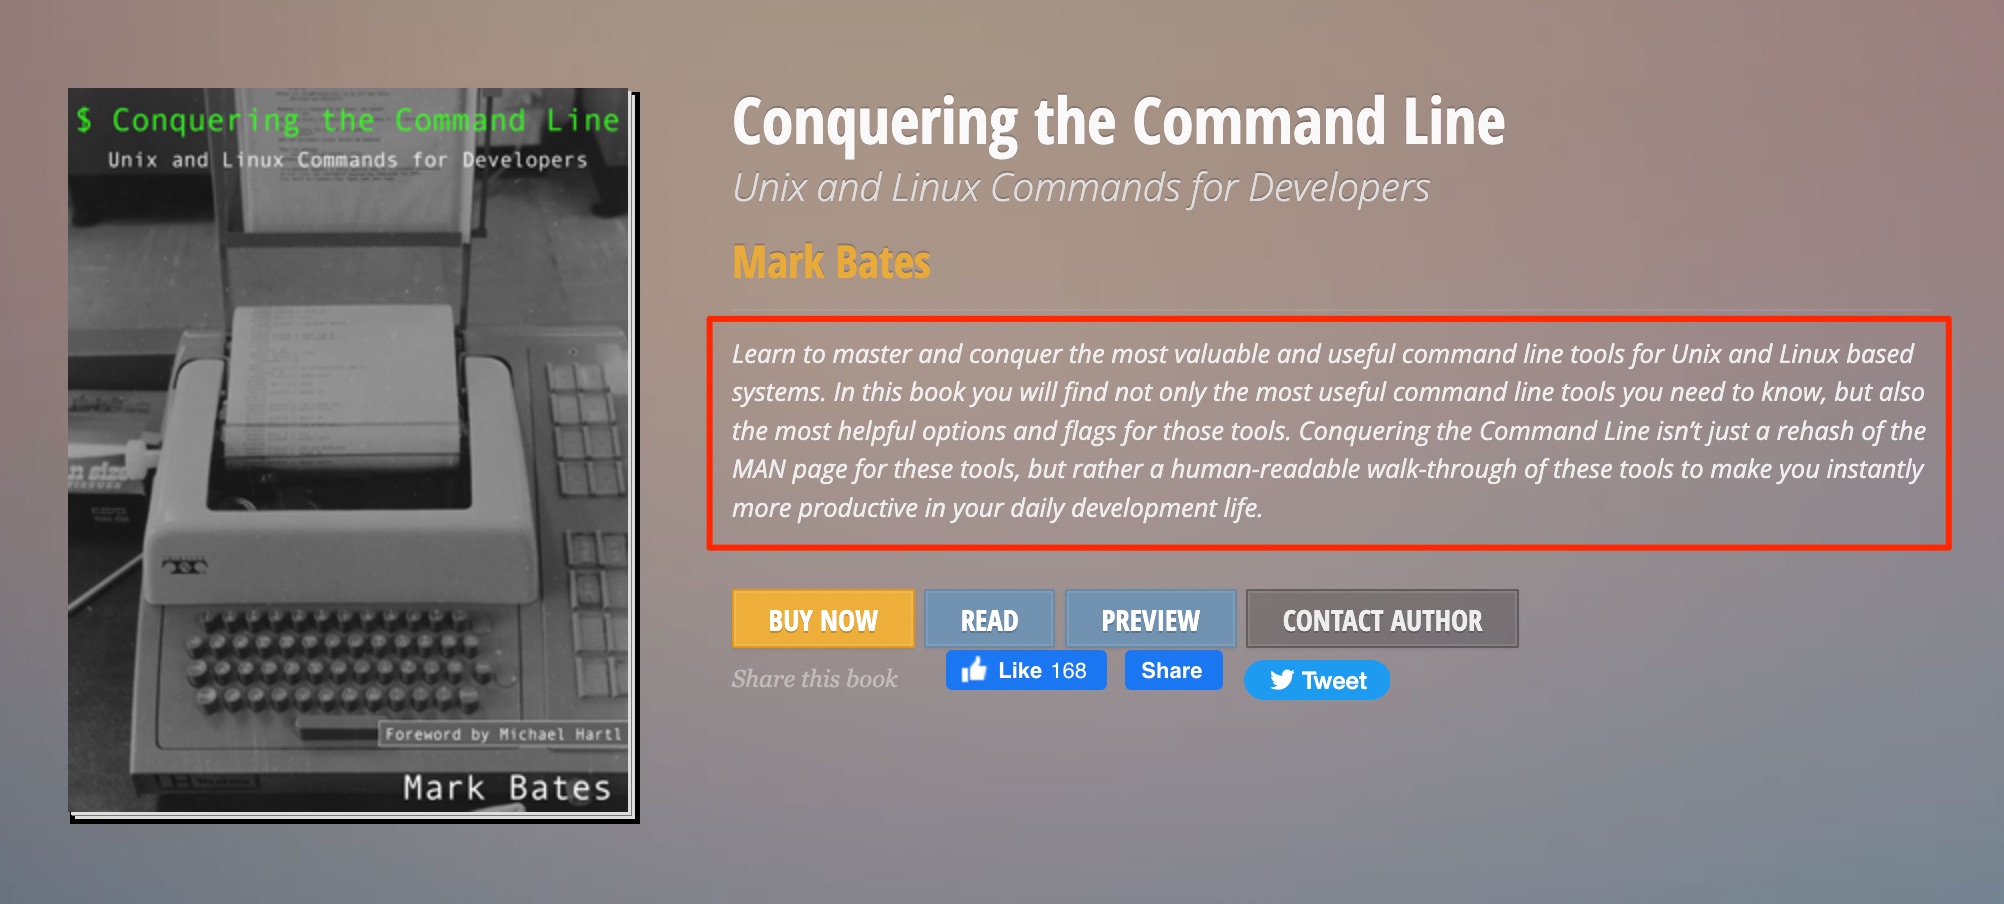 $ Conquering the Command Line
Unix and Linux Commands for Developers
Foreword by Michael Hartl
Mark Bates
Conquering the Command Line
Unix and Linux Commands for Developers
Mark Bates
Learn to master and conquer the most valuable and useful command line tools for Unix and Linux based
systems. In this book you will find not only the most useful command line tools you need to know, but also
the most helpful options and flags for those tools. Conquering the Command Line isn't just a rehash of the
MAN page for these tools, but rather a human-readable walk-through of these tools to make you instantly
more productive in your daily development life.
BUY NOW READ PREVIEW CONTACT AUTHOR
Share this book Like 168 Share Tweet